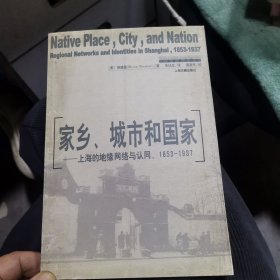 Native Place, City, and Nation
Regional Networks and Identities in Shanghai, 1853-1937
家乡、城市和国家
——上海的地缘网络与认同，1853-1937